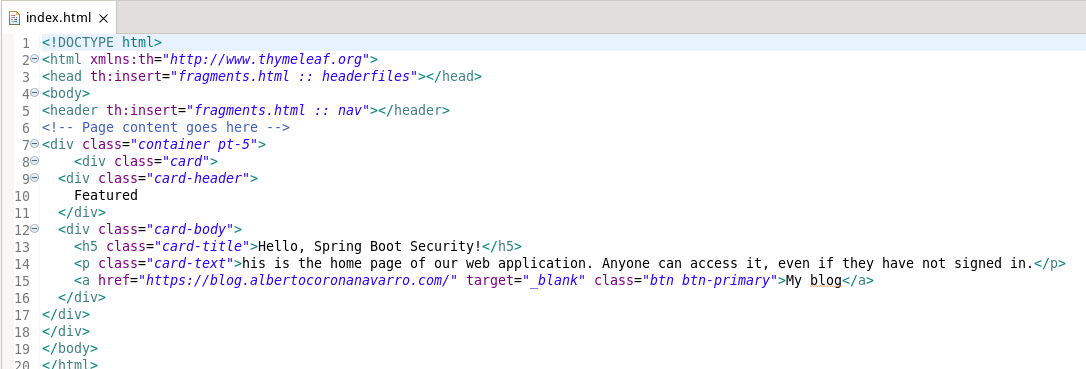 index.html
1 <!DOCTYPE html>
2 <html xmlns:th="http://www.thymeleaf.org">
3 <head th:insert="fragments.html :: headerfiles"></head>
4 <body>
5 <header th:insert="fragments.html :: nav"></header>
6 <!-- Page content goes here -->
7 <div class="container pt-5">
8     <div class="card">
9   <div class="card-header">
10     Featured
11   </div>
12   <div class="card-body">
13     <h5 class="card-title">Hello, Spring Boot Security!</h5>
14     <p class="card-text">his is the home page of our web application. Anyone can access it, even if they have not signed in.</p>
15     <a href="https://blog.albertocoronanavarro.com/" target="_blank" class="btn btn-primary">My blog</a>
16   </div>
17 </div>
18 </div>
19 </body>
20 </html>